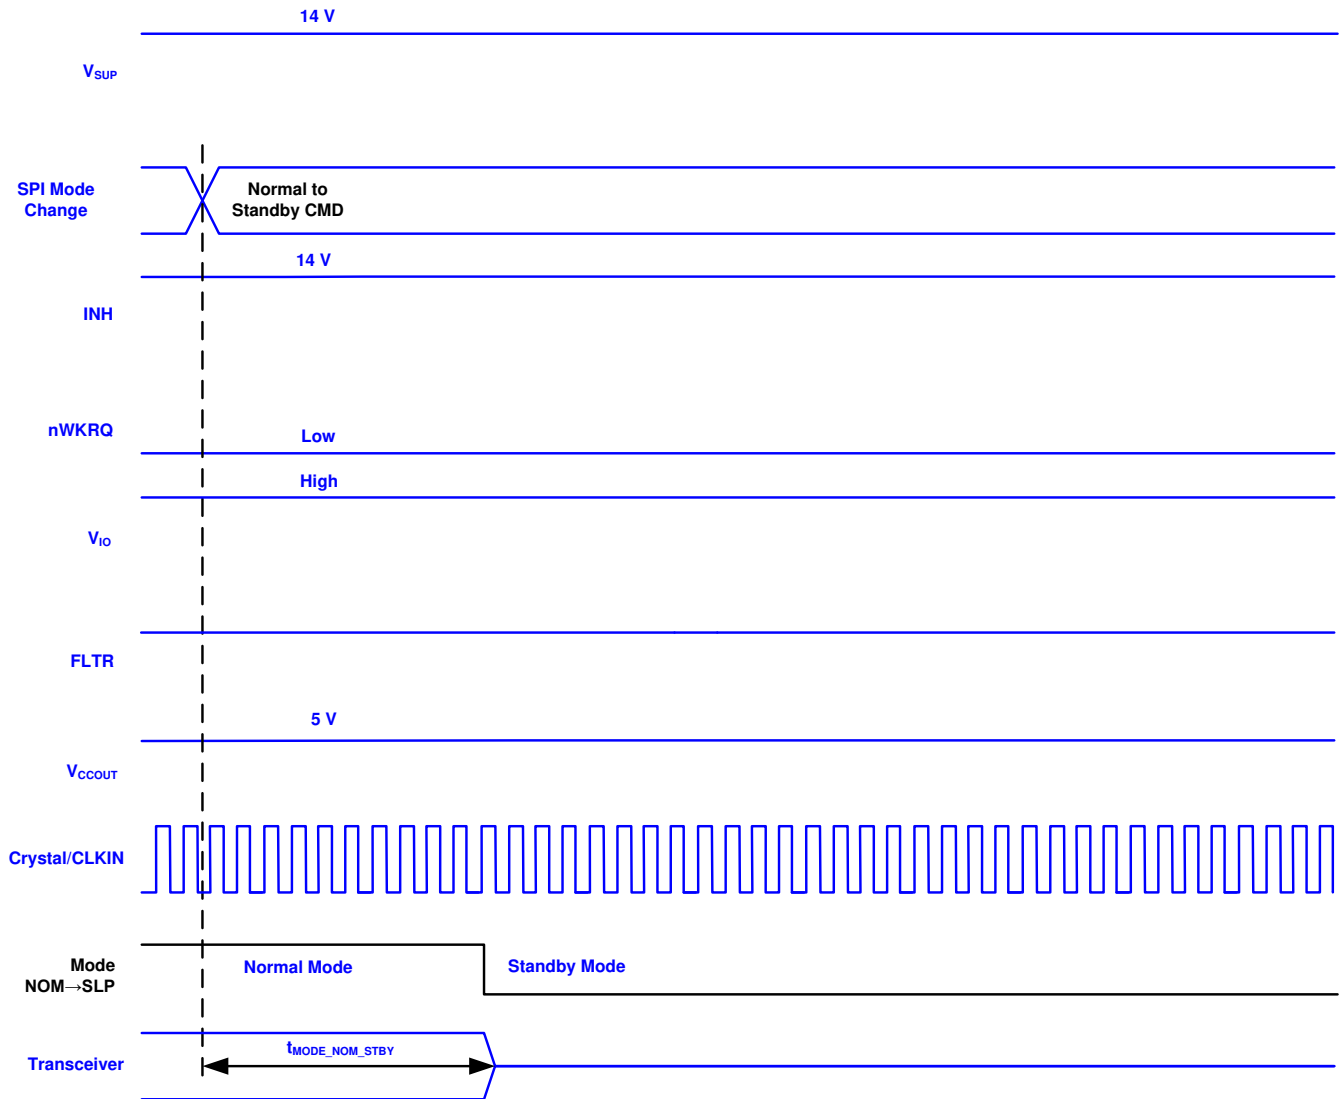 14 V
VSUP
SPI Mode
Change
Normal to
Standby CMD
14 V
INH
nWKRQ
Low
High
VIO
FLTR
5 V
VCCOUT
Crystal/CLKIN
Mode
NOM→SLP
Normal Mode
Standby Mode
Transceiver
tMODE_NOM_STBY